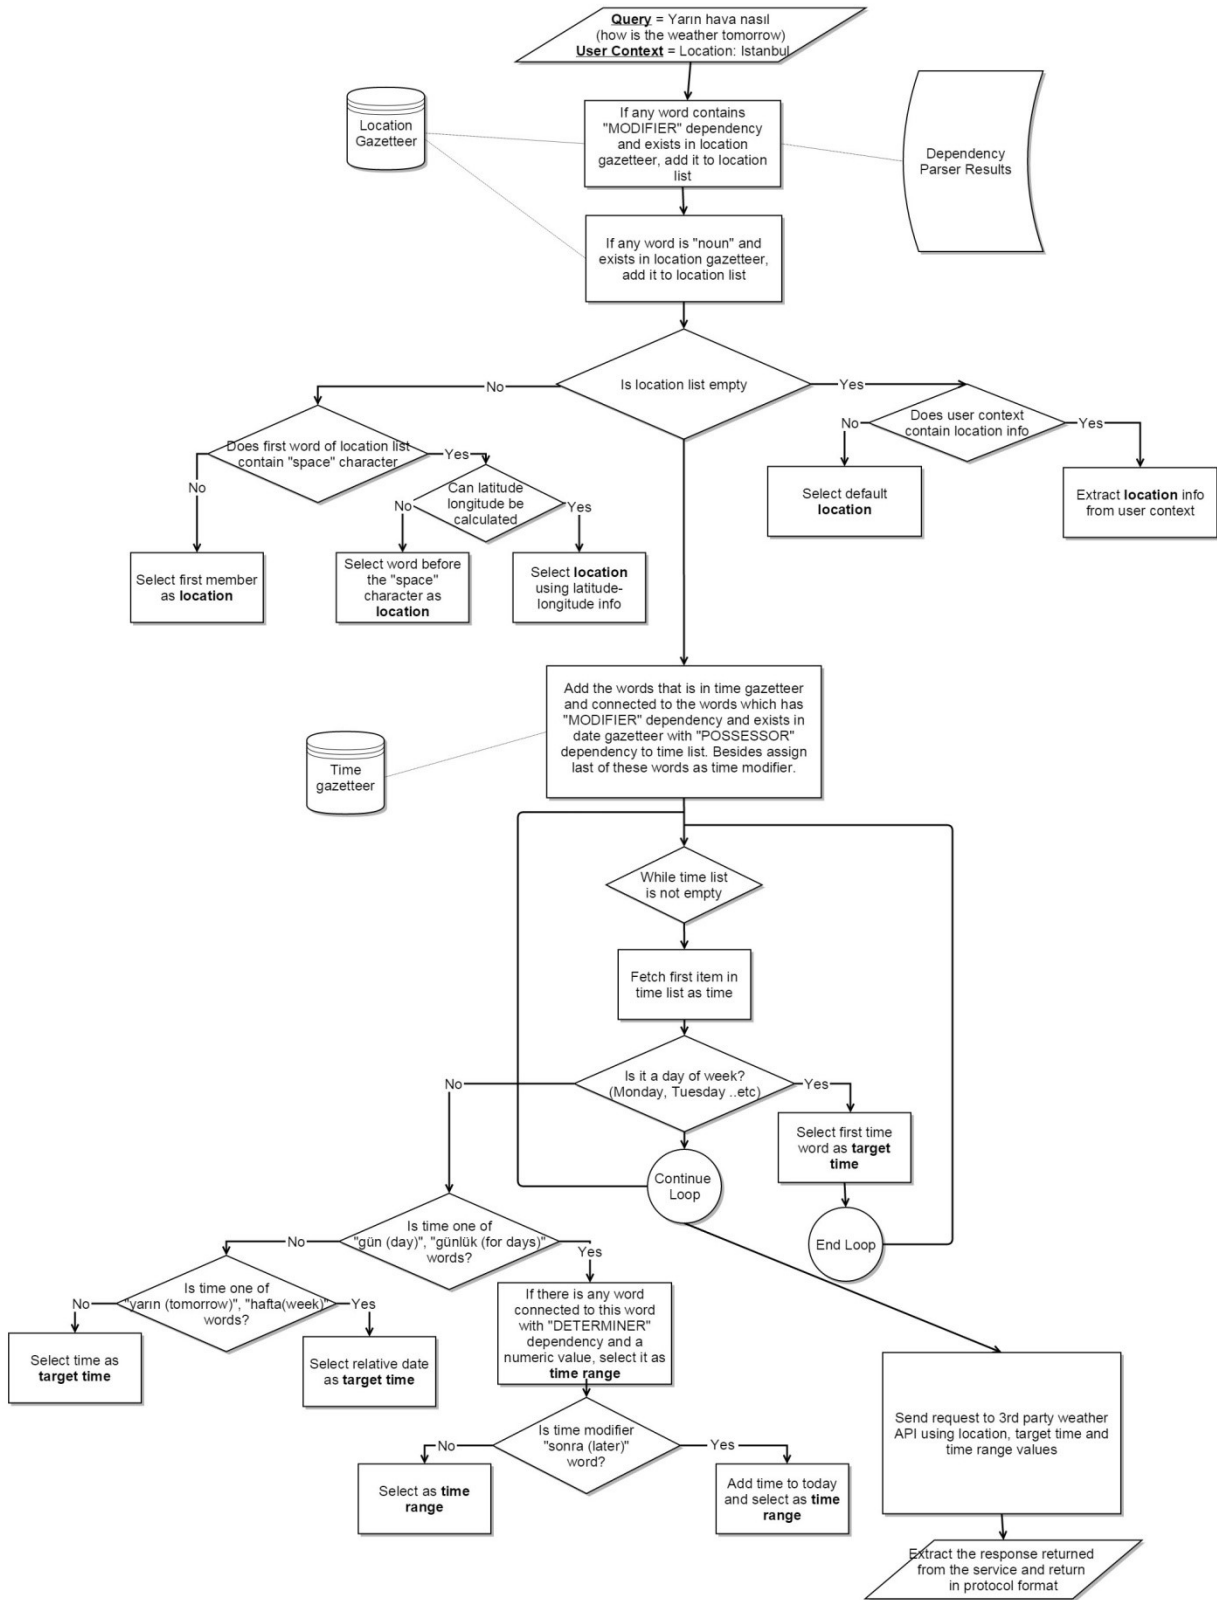 Query = Yarın hava nasıl
(how is the weather tomorrow)
User Context = Location: Istanbul
Location
Gazetteer
If any word contains
"MODIFIER" dependency
and exists in location
gazetteer, add it to location
list
Dependency
Parser Results
If any word is "noun" and
exists in location gazetteer,
add it to location list
Is location list empty
No
Yes
Does first word of location list
contain "space" character
No
Yes
Does user context
contain location info
No
Yes
Can latitude
longitude be
calculated
No
Yes
Select default
location
Extract location info
from user context
Select first member
as location
Select word before
the "space"
character as
location
Select location
using latitude-
longitude info
Add the words that is in time gazetteer
and connected to the words which has
"MODIFIER" dependency and exists in
date gazetteer with "POSSESSOR"
dependency to time list. Besides assign
last of these words as time modifier.
Time
gazetteer
While time list
is not empty
Fetch first item in
time list as time
Is it a day of week?
(Monday, Tuesday ..etc)
No
Yes
Select first time
word as target
time
Continue
Loop
End Loop
Is time one of
"gün (day)", "günlük (for days)"
words?
No
Yes
Is time one of
"yarın (tomorrow)", "hafta(week)"
words?
No
Yes
If there is any word
connected to this word
with "DETERMINER"
dependency and a
numeric value, select it as
time range
Select time as
target time
Select relative date
as target time
Is time modifier
"sonra (later)"
word?
No
Yes
Select as time
range
Add time to today
and select as time
range
Send request to 3rd party weather
API using location, target time and
time range values
Extract the response returned
from the service and return
in protocol format